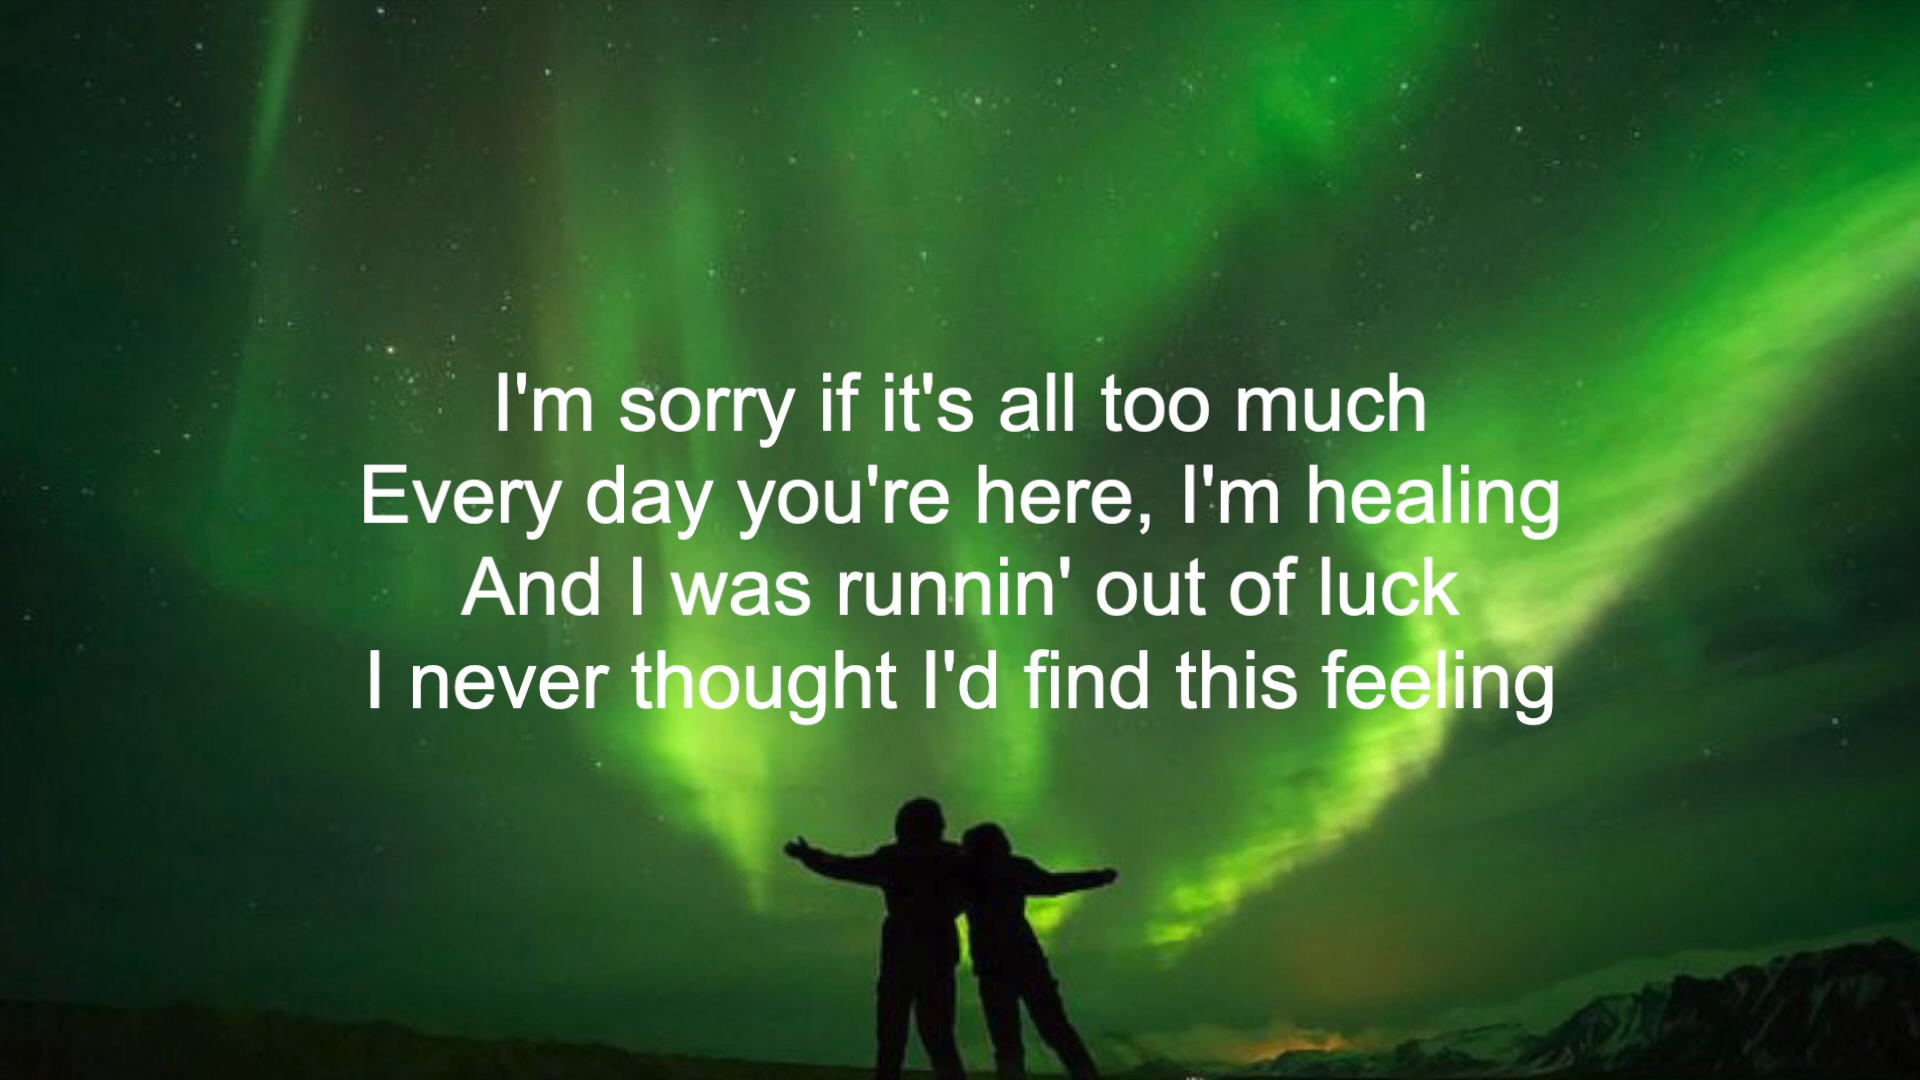 I'm sorry if it's all too much
Every day you're here, I'm healing
And I was runnin' out of luck
I never thought I'd find this feeling